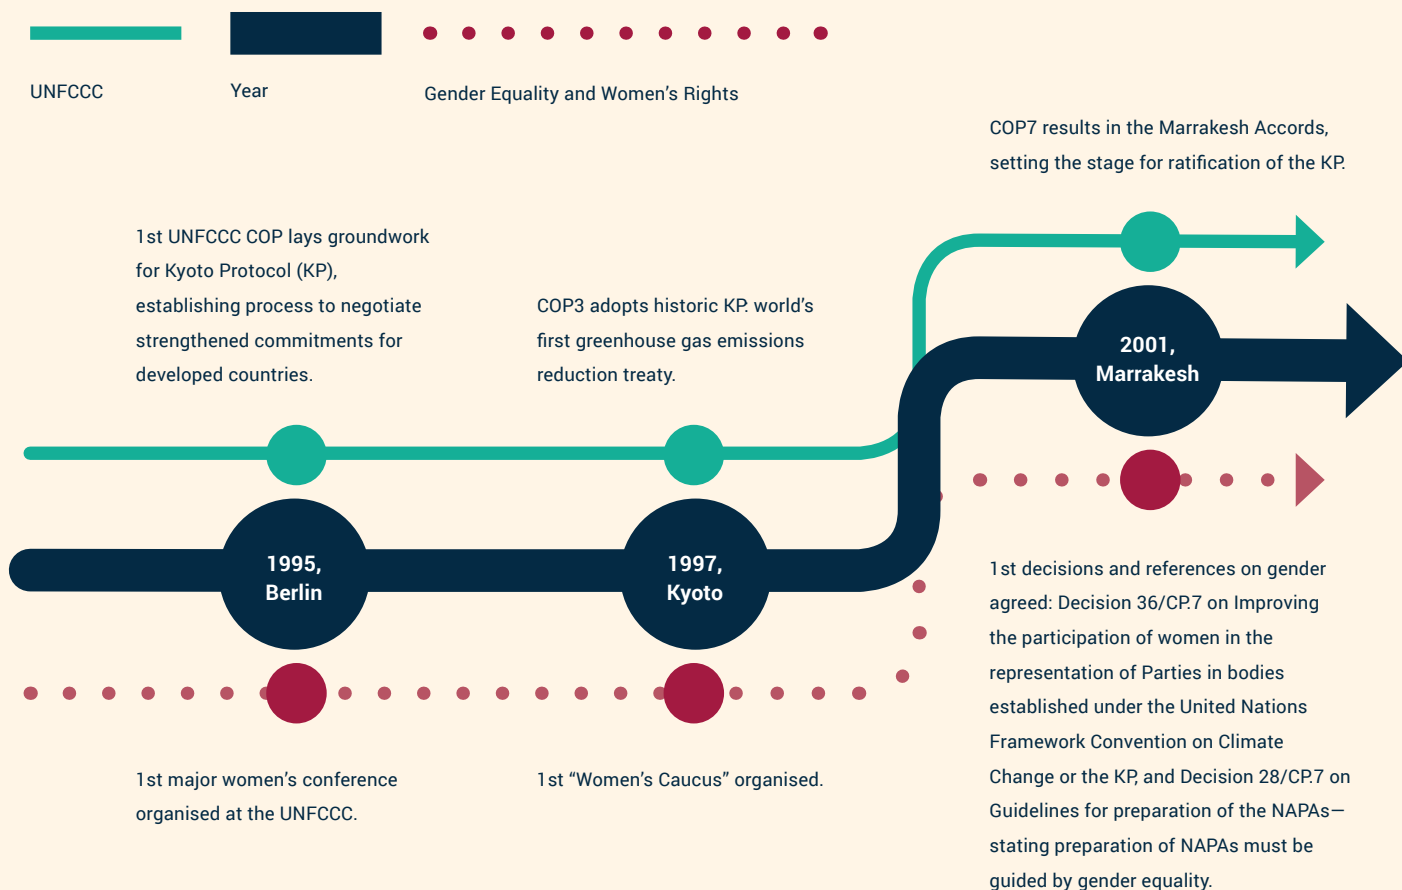 UNFCCC
Year
Gender Equality and Women’s Rights
COP7 results in the Marrakesh Accords,
setting the stage for ratification of the KP.
1st UNFCCC COP lays groundwork
for Kyoto Protocol (KP),
establishing process to negotiate
strengthened commitments for
developed countries.
COP3 adopts historic KP: world’s
first greenhouse gas emissions
reduction treaty.
2001,
Marrakesh
1995,
Berlin
1997,
Kyoto
1st major women’s conference
organised at the UNFCCC.
1st “Women’s Caucus” organised.
1st decisions and references on gender
agreed: Decision 36/CP.7 on Improving
the participation of women in the
representation of Parties in bodies
established under the United Nations
Framework Convention on Climate
Change or the KP, and Decision 28/CP.7 on
Guidelines for preparation of the NAPAs—
stating preparation of NAPAs must be
guided by gender equality.